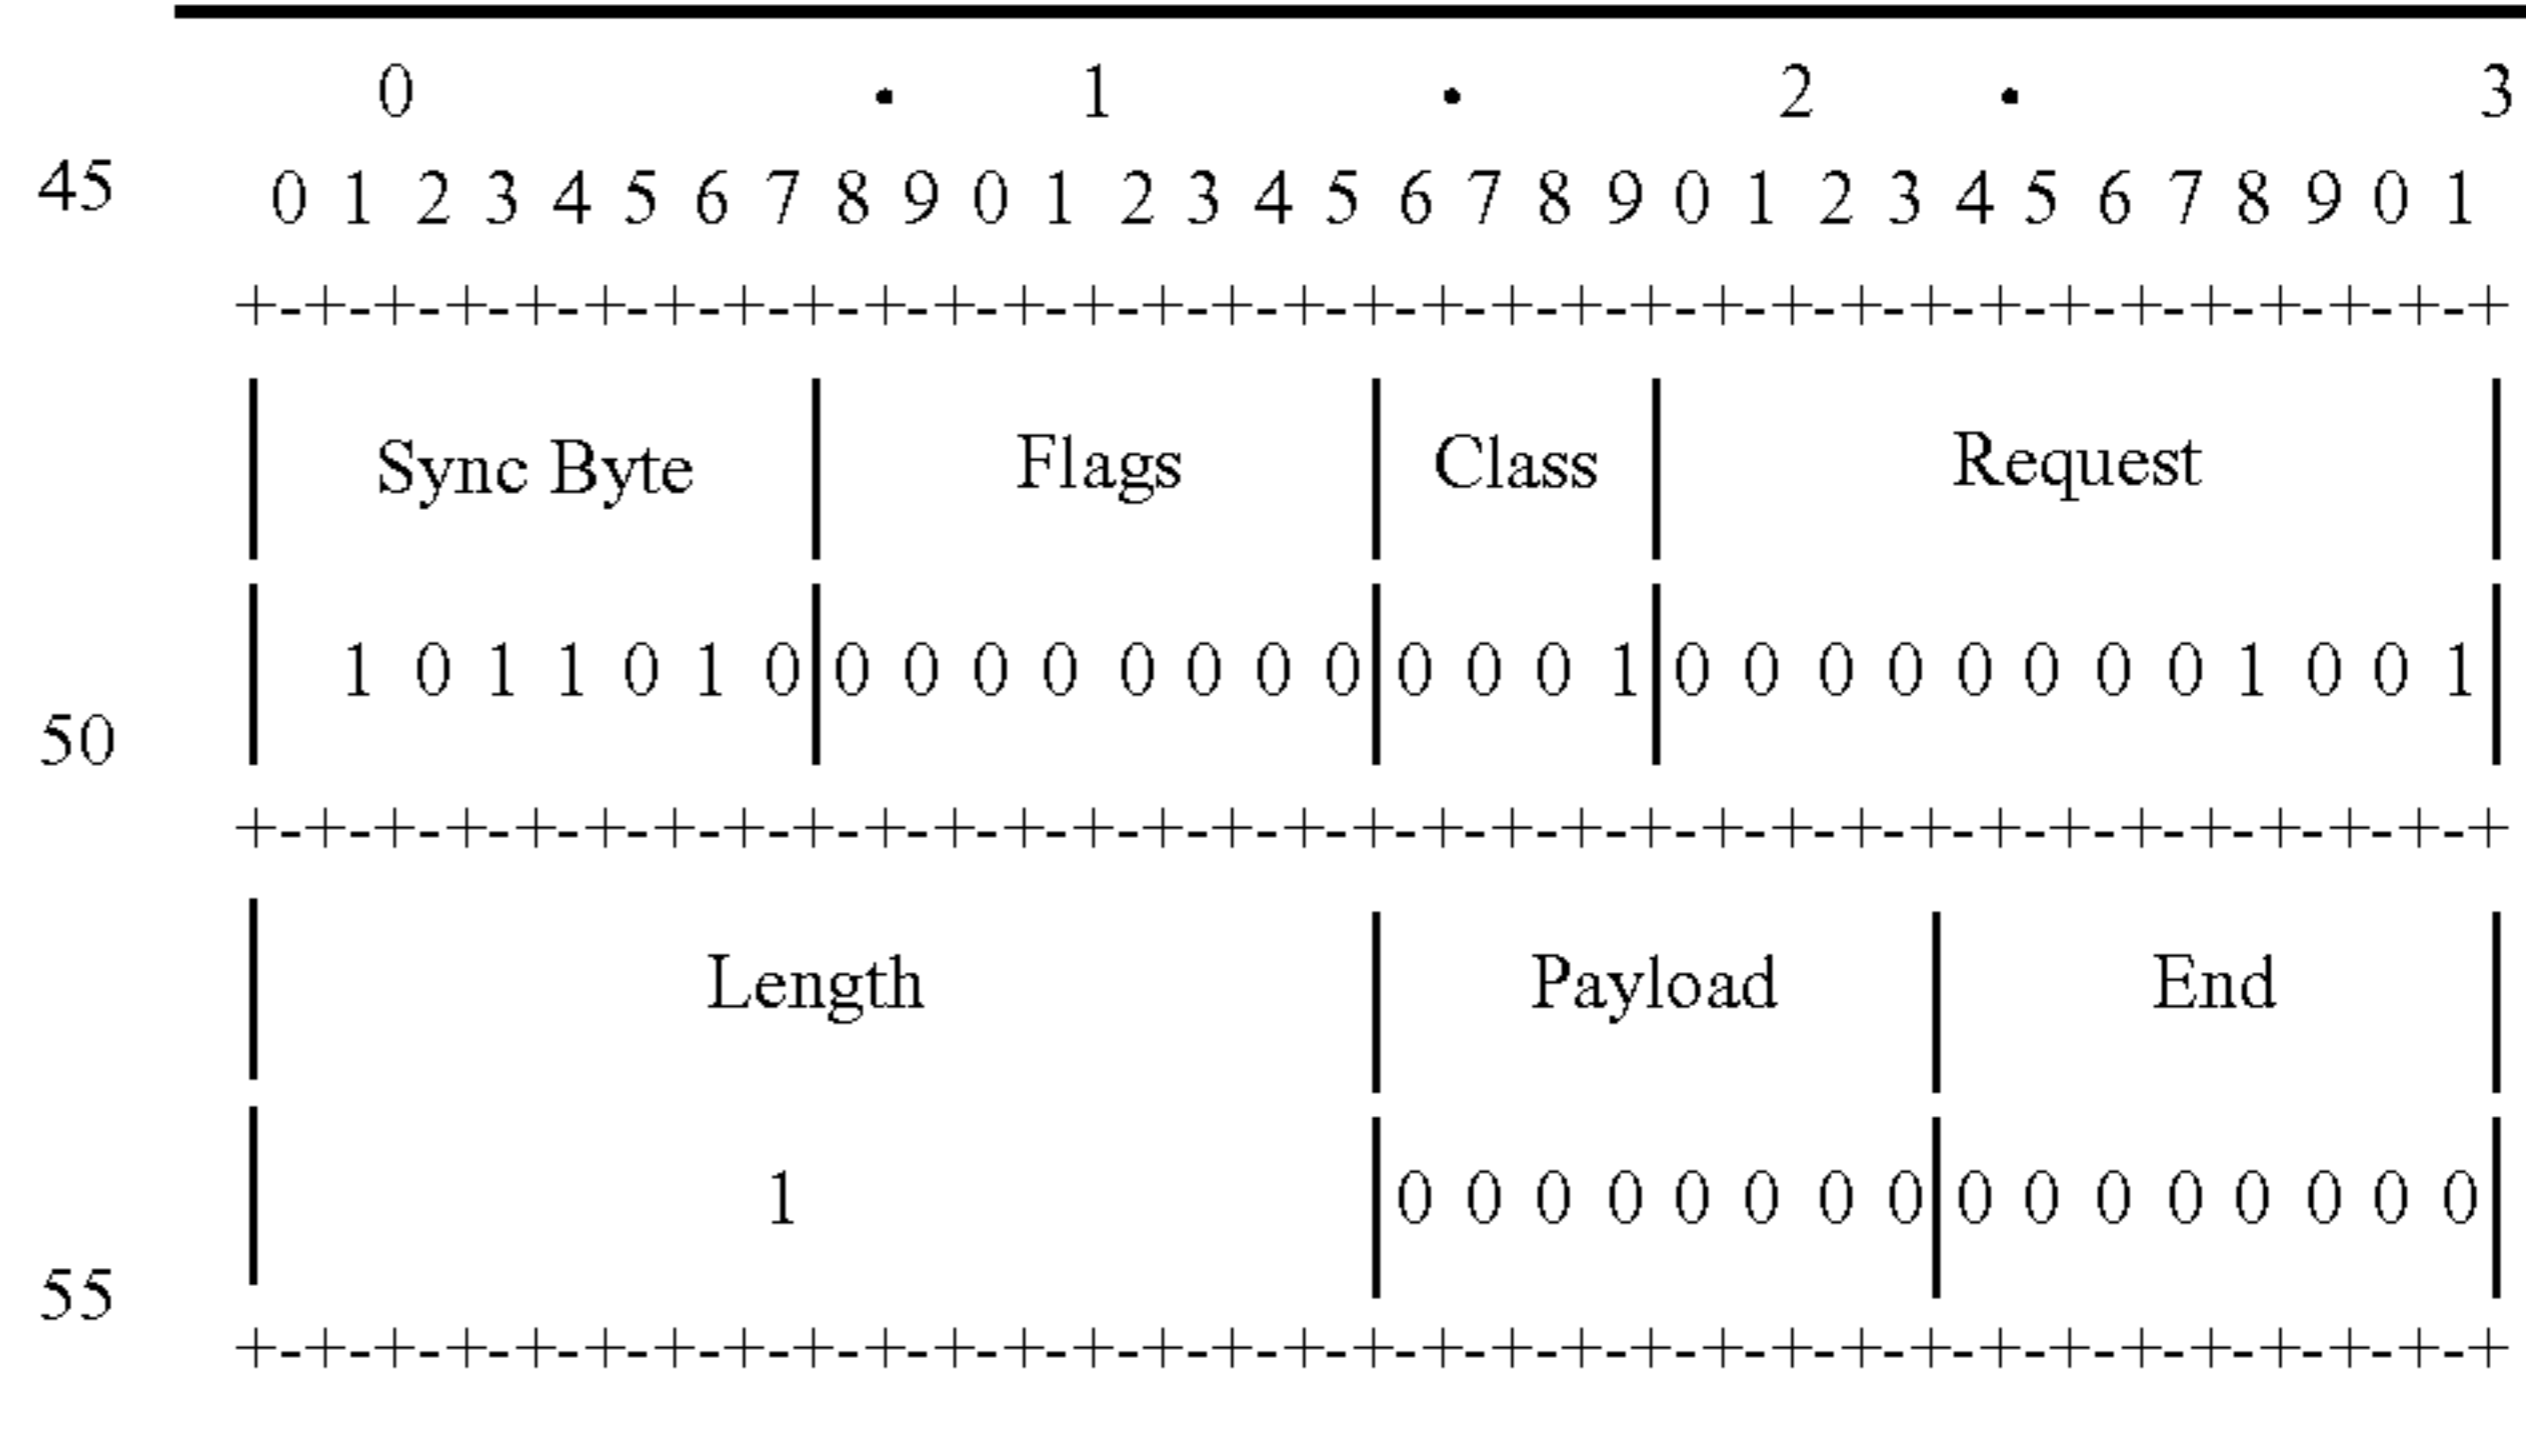 0 . 1 . 2 . 3
45 0 1 2 3 4 5 6 7 8 9 0 1 2 3 4 5 6 7 8 9 0 1 2 3 4 5 6 7 8 9 0 1
+-+-+-+-+-+-+-+-+-+-+-+-+-+-+-+-+-+-+-+-+-+-+-+-+-+-+-+-+-+-+-+-+
| Sync Byte | Flags | Class | Request |
50 | 1 0 1 1 0 1 0|0 0 0 0 0 0 0 0|0 0 0 1|0 0 0 0 0 0 0 0 1 0 0 1|
+-+-+-+-+-+-+-+-+-+-+-+-+-+-+-+-+-+-+-+-+-+-+-+-+-+-+-+-+-+-+-+-+
| Length | Payload | End |
55 | 1 |0 0 0 0 0 0 0 0|0 0 0 0 0 0 0 0|
+-+-+-+-+-+-+-+-+-+-+-+-+-+-+-+-+-+-+-+-+-+-+-+-+-+-+-+-+-+-+-+-+